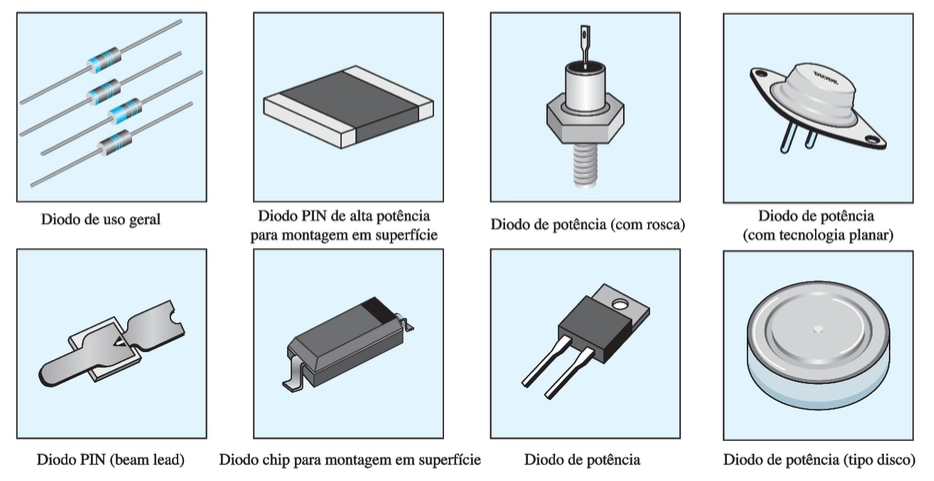 Diodo de uso geral
Diodo PIN de alta potência
para montagem em superfície
Diodo de potência (com rosca)
Diodo de potência
(com tecnologia planar)
Diodo PIN (beam lead)
Diodo chip para montagem em superfície
Diodo de potência
Diodo de potência (tipo disco)